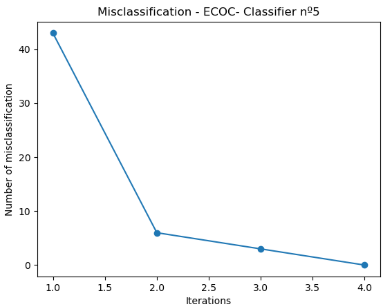 Misclassification - ECOC- Classifier nº5
Number of misclassification
40
30
20
10
0
1.0 1.5 2.0 2.5 3.0 3.5 4.0
Iterations